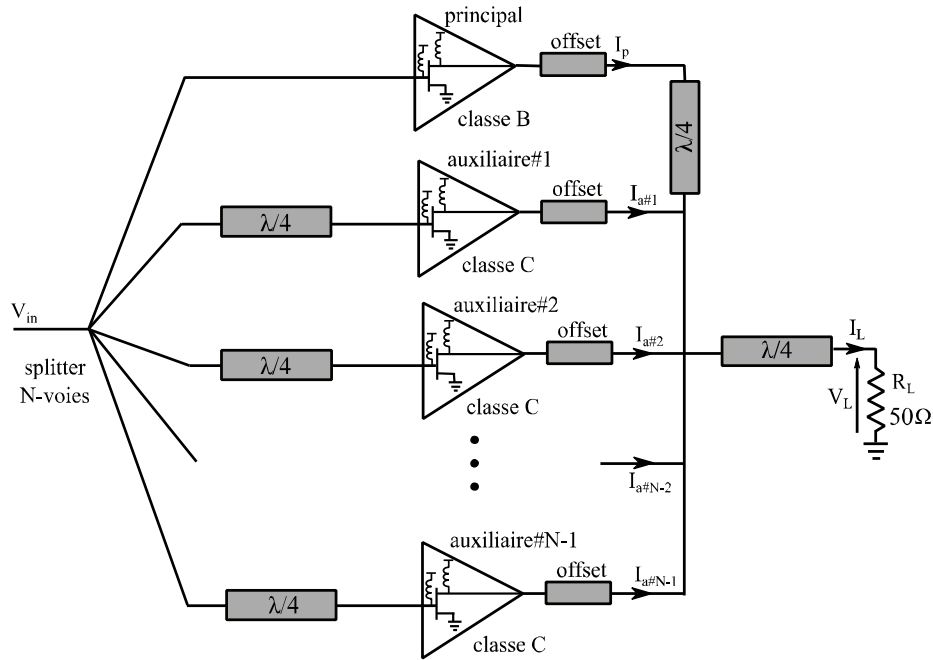 principal
offset
I_p
classe B
λ/4
auxiliaire#1
offset
I_a#1
λ/4
classe C
V_in
splitter
N-voies
auxiliaire#2
offset
I_a#2
λ/4
classe C
λ/4
I_L
V_L
R_L
50Ω
I_a#N-2
auxiliaire#N-1
offset
I_a#N-1
λ/4
classe C